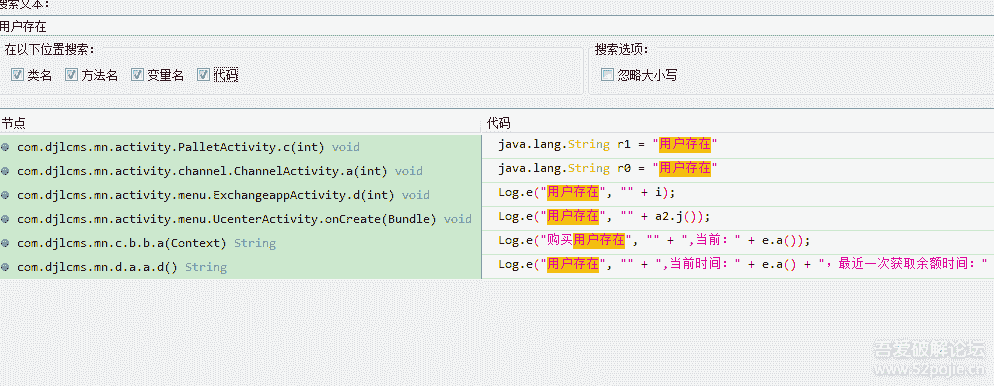 搜索文本:
用户存在
在以下位置搜索:
搜索选项:
类名 方法名 变量名 代码
忽略大小写
节点 代码
com.djlcms.mn.activity.PalletActivity.c(int) void java.lang.String r1 = "用户存在"
com.djlcms.mn.activity.channel.ChannelActivity.a(int) void java.lang.String r0 = "用户存在"
com.djlcms.mn.activity.menu.ExchangeappActivity.d(int) void Log.e("用户存在", "" + i);
com.djlcms.mn.activity.menu.UcenterActivity.onCreate(Bundle) void Log.e("用户存在", "" + a2.j());
com.djlcms.mn.c.b.b.a(Context) String Log.e("购买用户存在", "" + ",当前:" + e.a());
com.djlcms.mn.d.a.a.d() String Log.e("用户存在", "" + ",当前时间:" + e.a() + ", 最近一次获取余额时间:"
吾爱破解论坛
www.52pojie.cn